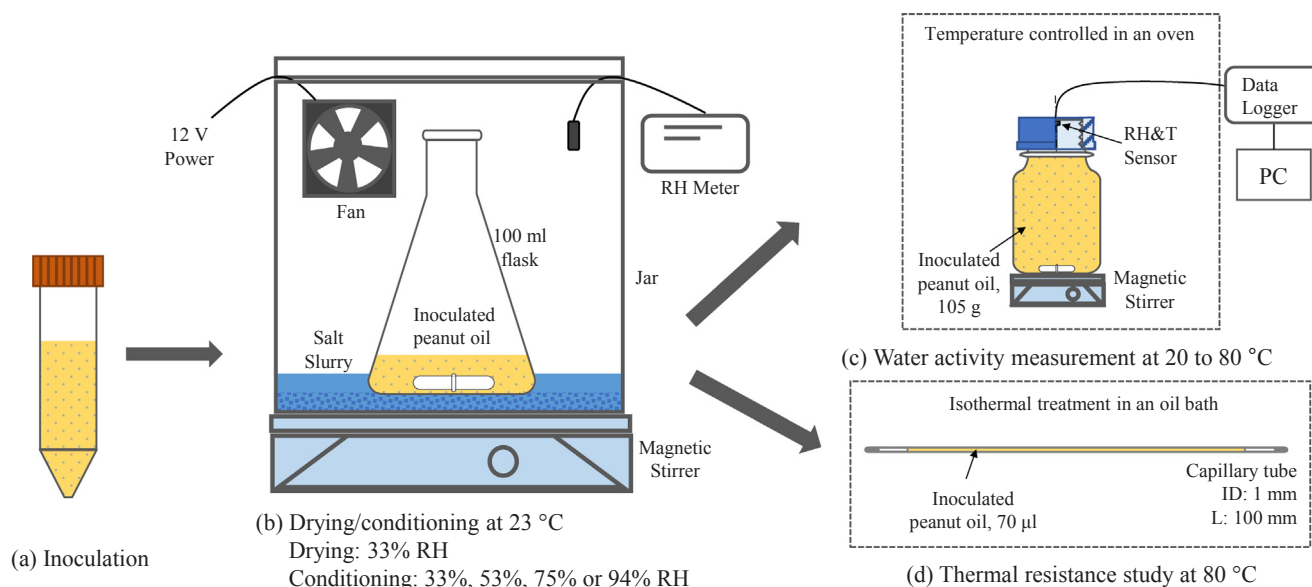 (a) Inoculation
12 V
Power
Fan
RH Meter
100 ml
flask
Jar
Inoculated
peanut oil
Salt
Slurry
Magnetic
Stirrer
(b) Drying/conditioning at 23 °C
Drying: 33% RH
Conditioning: 33%, 53%, 75% or 94% RH
Temperature controlled in an oven
Data
Logger
RH&T
Sensor
PC
Inoculated
peanut oil,
105 g
Magnetic
Stirrer
(c) Water activity measurement at 20 to 80 °C
Isothermal treatment in an oil bath
Inoculated
peanut oil, 70 μl
Capillary tube
ID: 1 mm
L: 100 mm
(d) Thermal resistance study at 80 °C